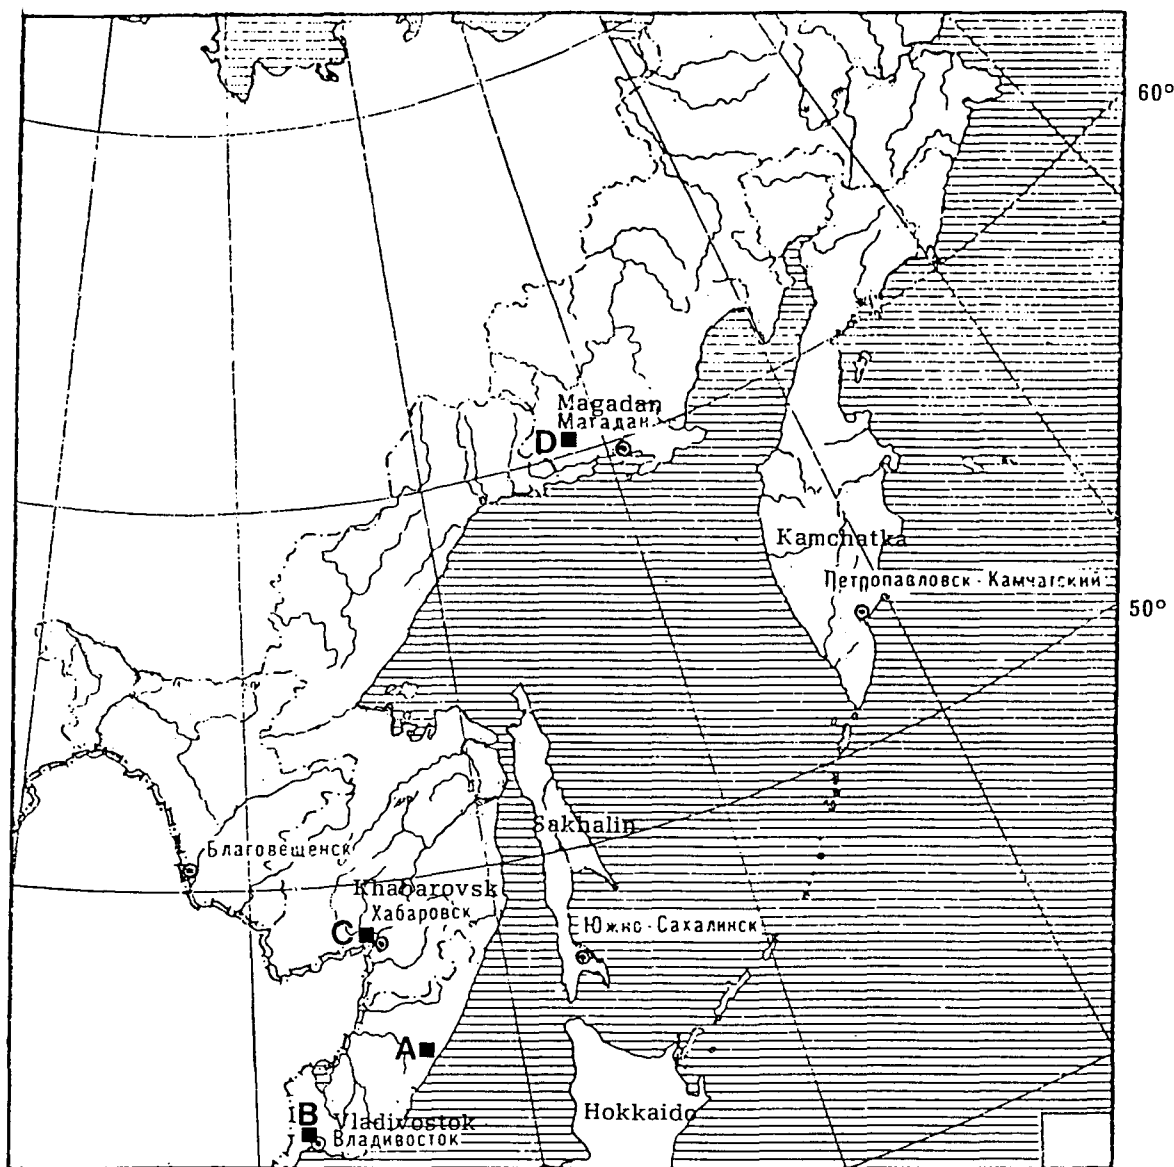 60°
Magadan
Магадан
D
Kamchatka
Петропавловск-Камчатский
50°
Sakhalin
Благовещенск
Khabarovsk
Хабаровск
C
Южно-Сахалинск
A
B
Vladivostok
Владивосток
Hokkaido